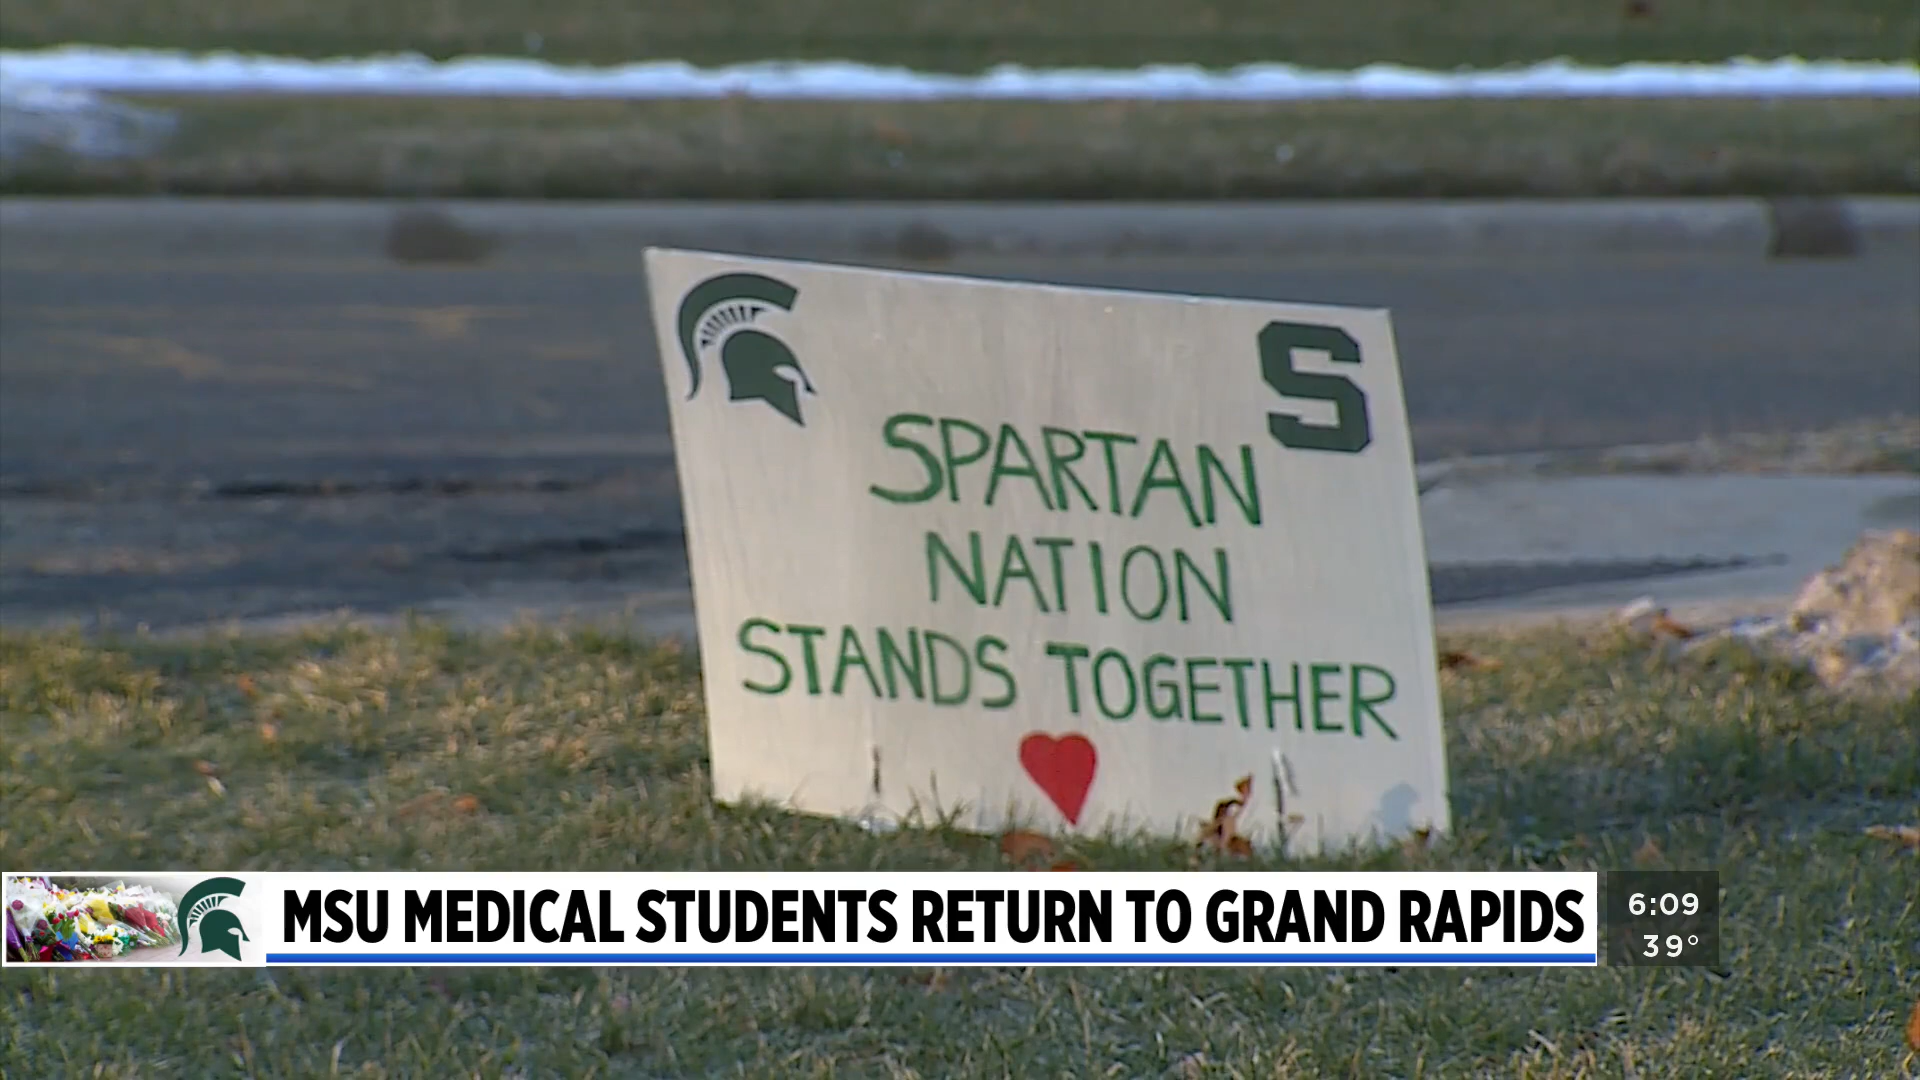 S
SPARTAN
NATION
STANDS TOGETHER
MSU MEDICAL STUDENTS RETURN TO GRAND RAPIDS
6:09
39°